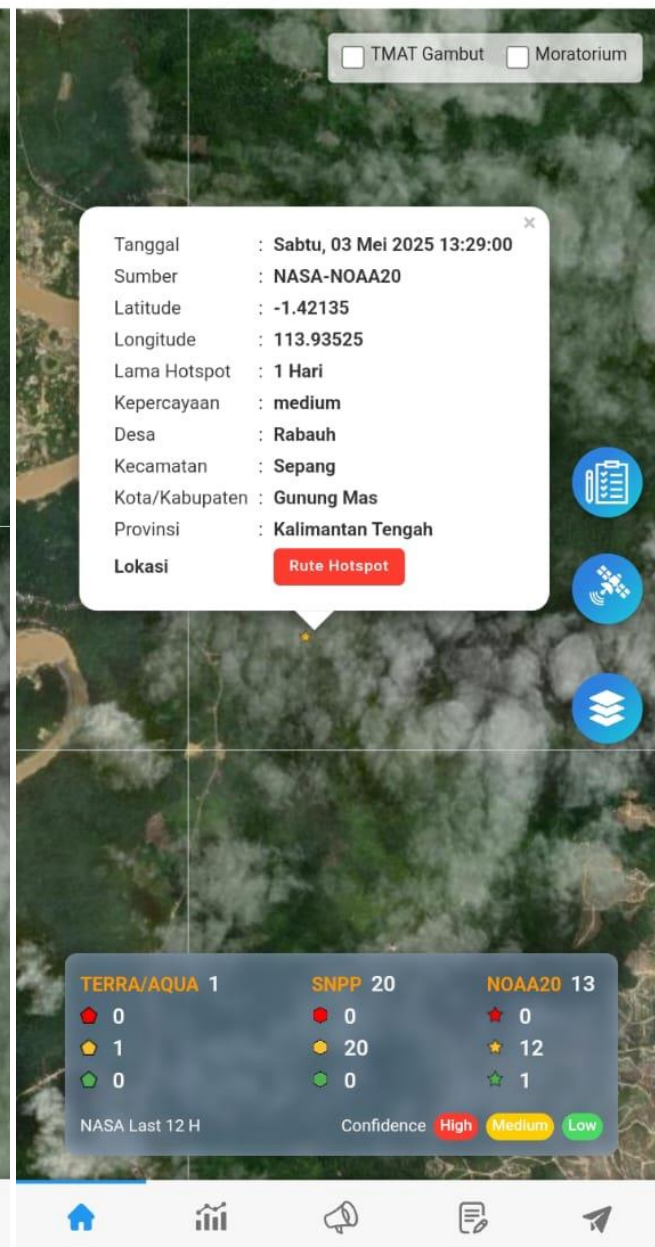 TMAT Gambut Moratorium
×
Tanggal : Sabtu, 03 Mei 2025 13:29:00
Sumber : NASA-NOAA20
Latitude : -1.42135
Longitude : 113.93525
Lama Hotspot : 1 Hari
Kepercayaan : medium
Desa : Rabauh
Kecamatan : Sepang
Kota/Kabupaten : Gunung Mas
Provinsi : Kalimantan Tengah
Lokasi Rute Hotspot
TERRA/AQUA 1 SNPP 20 NOAA20 13
0 0 0
1 20 12
0 0 1
NASA Last 12 H Confidence High Medium Low